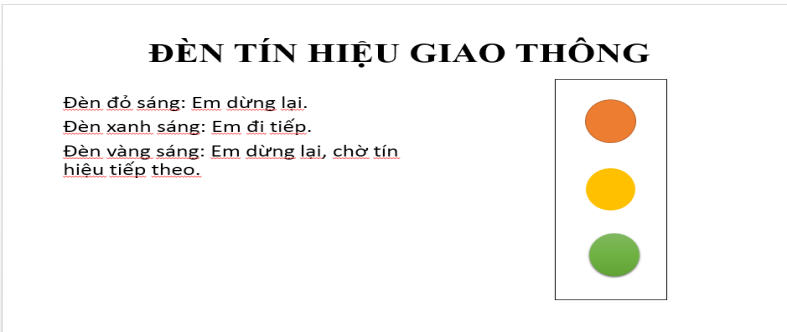 ĐÈN TÍN HIỆU GIAO THÔNG
Đèn đỏ sáng: Em dừng lại.
Đèn xanh sáng: Em đi tiếp.
Đèn vàng sáng: Em dừng lại, chờ tín
hiệu tiếp theo.